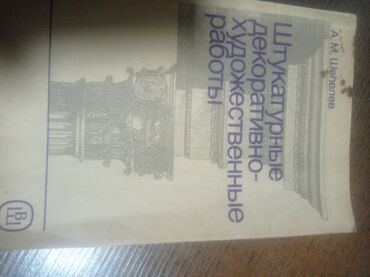 А. М. Шепелев
Штукатурные
декоративно-
художественные
работы